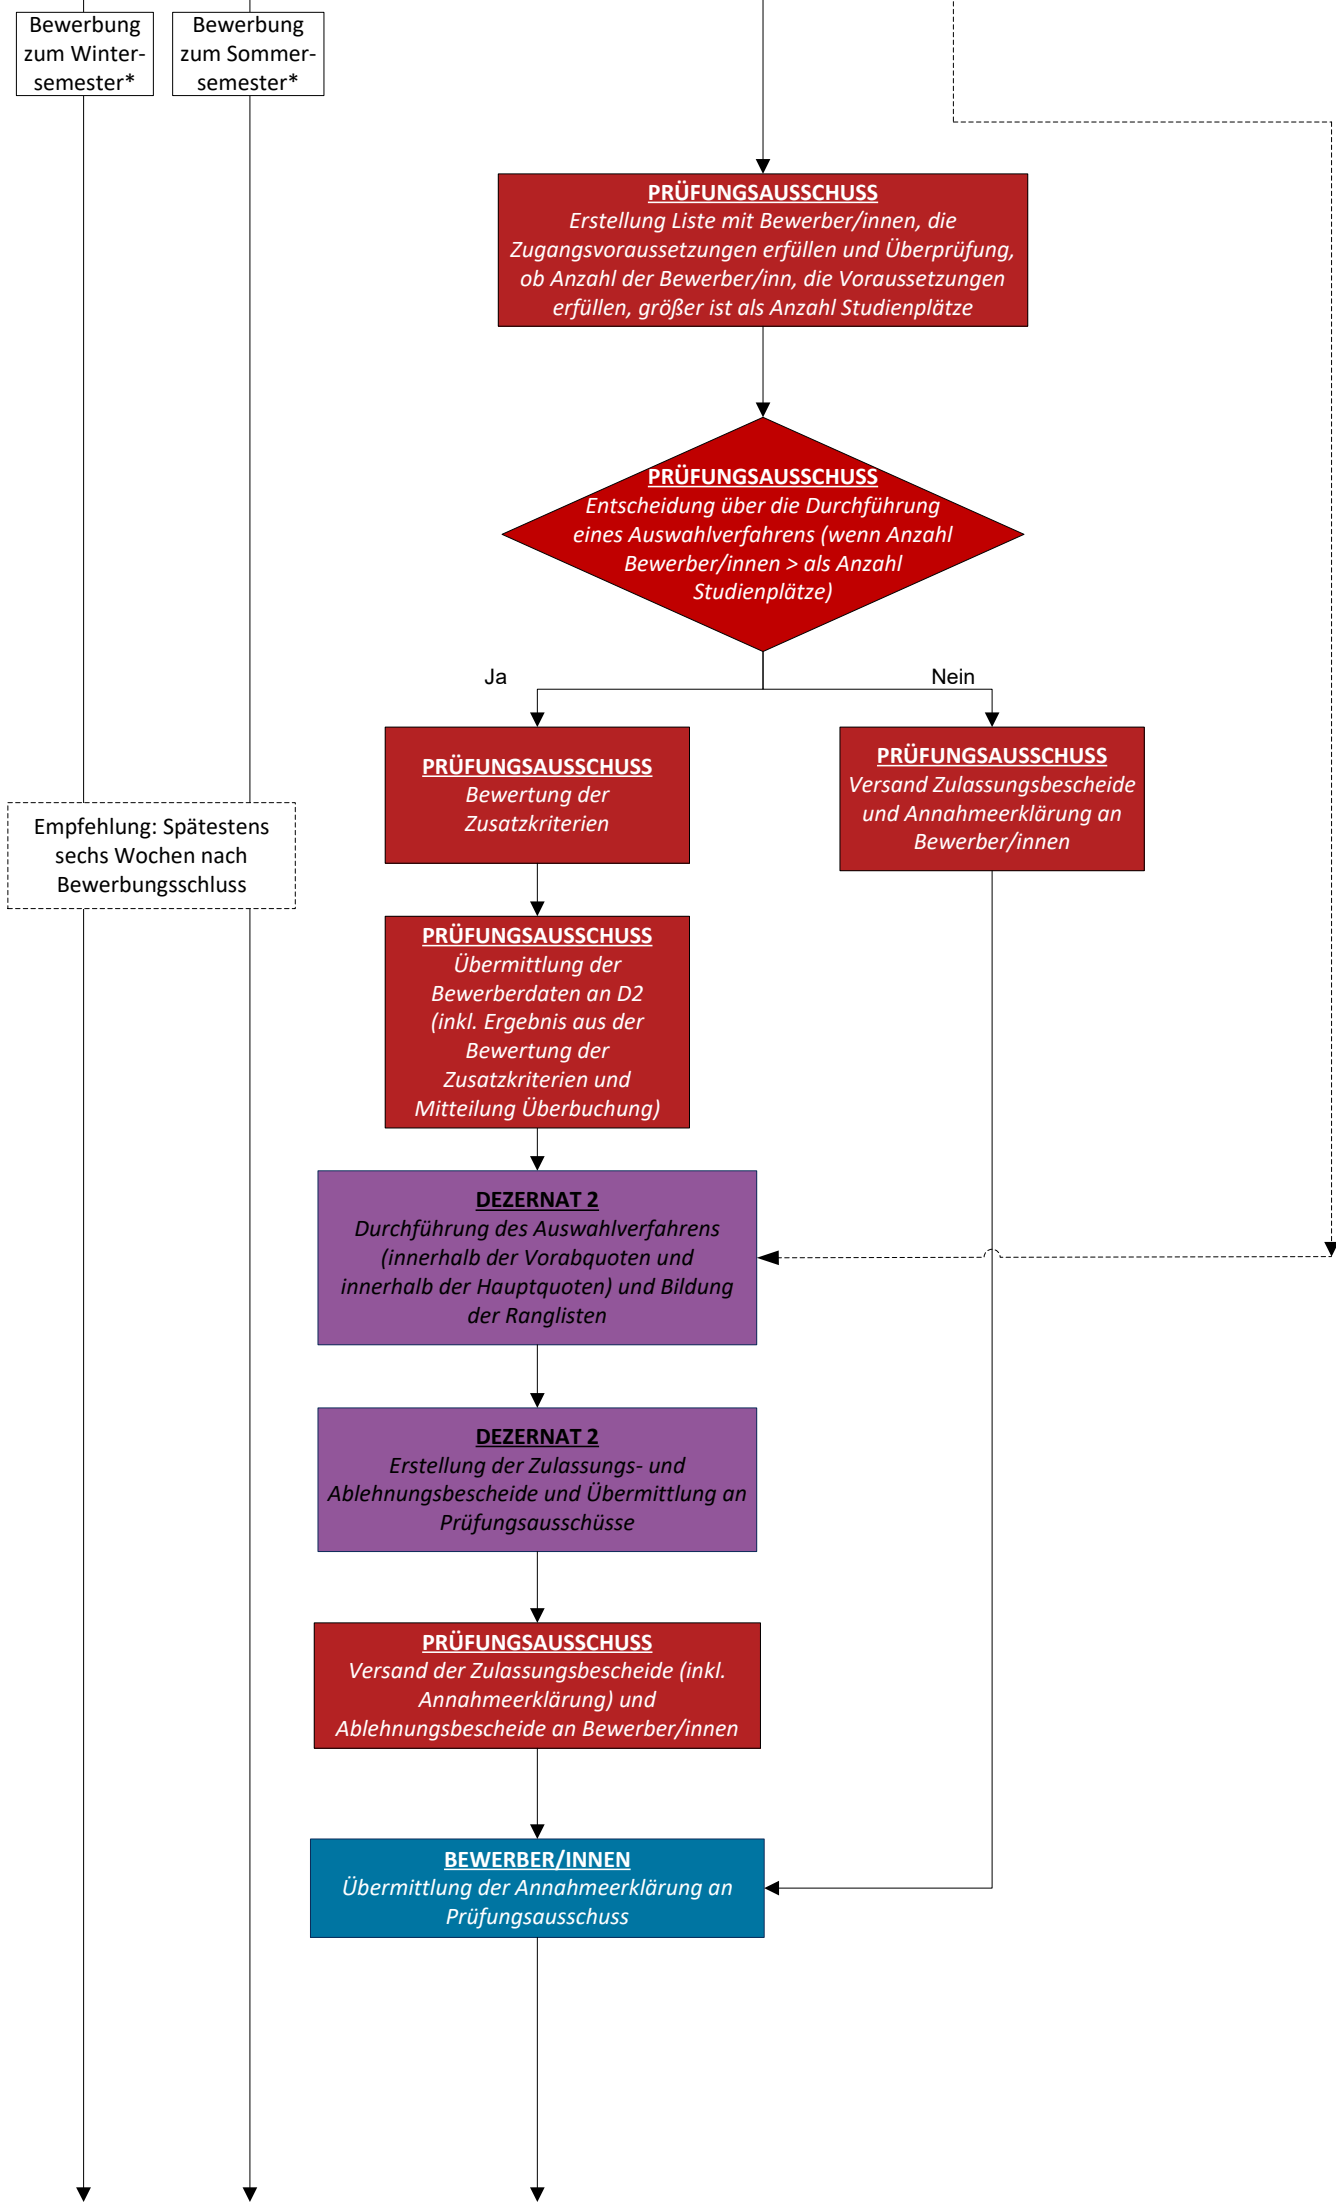 Bewerbung
zum Winter-
semester*
Bewerbung
zum Sommer-
semester*
PRÜFUNGSAUSSCHUSS
Erstellung Liste mit Bewerber/innen, die
Zugangsvoraussetzungen erfüllen und Überprüfung,
ob Anzahl der Bewerber/inn, die Voraussetzungen
erfüllen, größer ist als Anzahl Studienplätze
PRÜFUNGSAUSSCHUSS
Entscheidung über die Durchführung
eines Auswahlverfahrens (wenn Anzahl
Bewerber/innen > als Anzahl
Studienplätze)
Ja
Nein
PRÜFUNGSAUSSCHUSS
Bewertung der
Zusatzkriterien
PRÜFUNGSAUSSCHUSS
Versand Zulassungsbescheide
und Annahmeerklärung an
Bewerber/innen
Empfehlung: Spätestens
sechs Wochen nach
Bewerbungsschluss
PRÜFUNGSAUSSCHUSS
Übermittlung der
Bewerberdaten an D2
(inkl. Ergebnis aus der
Bewertung der
Zusatzkriterien und
Mitteilung Überbuchung)
DEZERNAT 2
Durchführung des Auswahlverfahrens
(innerhalb der Vorabquoten und
innerhalb der Hauptquoten) und Bildung
der Ranglisten
DEZERNAT 2
Erstellung der Zulassungs- und
Ablehnungsbescheide und Übermittlung an
Prüfungsausschüsse
PRÜFUNGSAUSSCHUSS
Versand der Zulassungsbescheide (inkl.
Annahmeerklärung) und
Ablehnungsbescheide an Bewerber/innen
BEWERBER/INNEN
Übermittlung der Annahmeerklärung an
Prüfungsausschuss